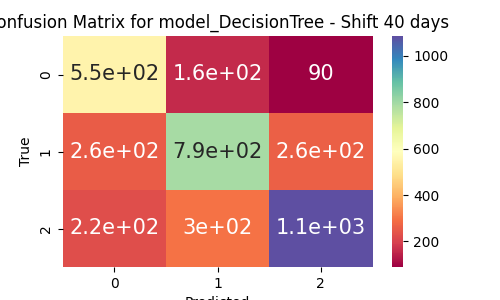 onfusion Matrix for model_DecisionTree - Shift 40 days
0 5.5e+02 1.6e+02 90
1 2.6e+02 7.9e+02 2.6e+02
2 2.2e+02 3e+02 1.1e+03
True
0 1 2
Predicted
1000
800
600
400
200